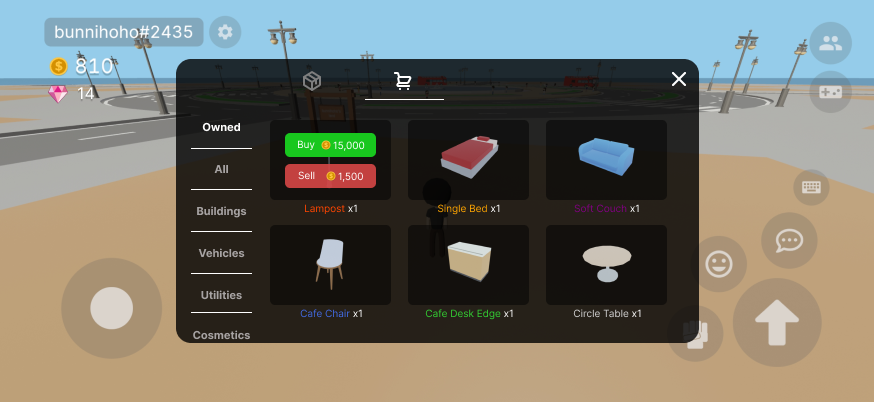 bunnihoho#2435
810
14
Owned
All
Buildings
Vehicles
Utilities
Cosmetics
Buy 15,000
Sell 1,500
Lampost x1
Single Bed x1
Soft Couch x1
Cafe Chair x1
Cafe Desk Edge x1
Circle Table x1